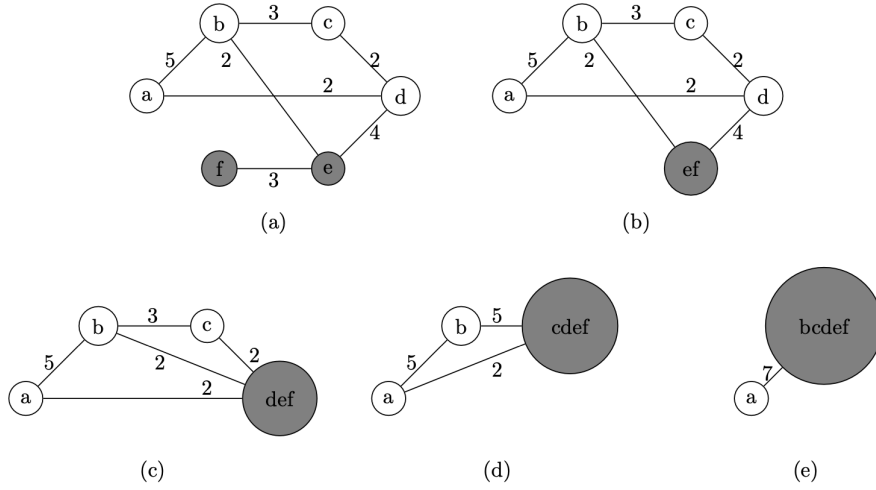 b 3 c
5 2 2
a 2 d
4
f 3 e
(a)
b 3 c
5 2 2
a 2 d
4
ef
(b)
b 3 c
5 2 2
a 2 def
(c)
b 5 cdef
5 2
a
(d)
bcdef
7
a
(e)